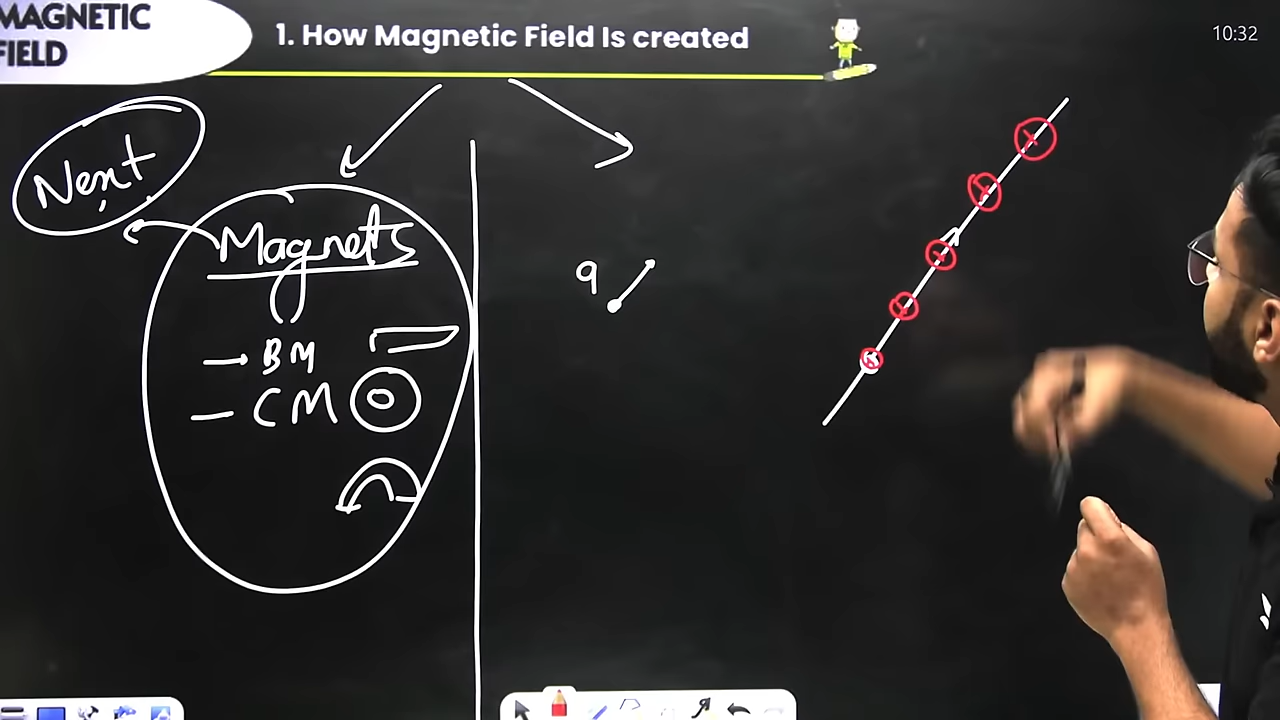 MAGNETIC
FIELD
1. How Magnetic Field Is created
10:32
Next
Magnets
BM
CM
q